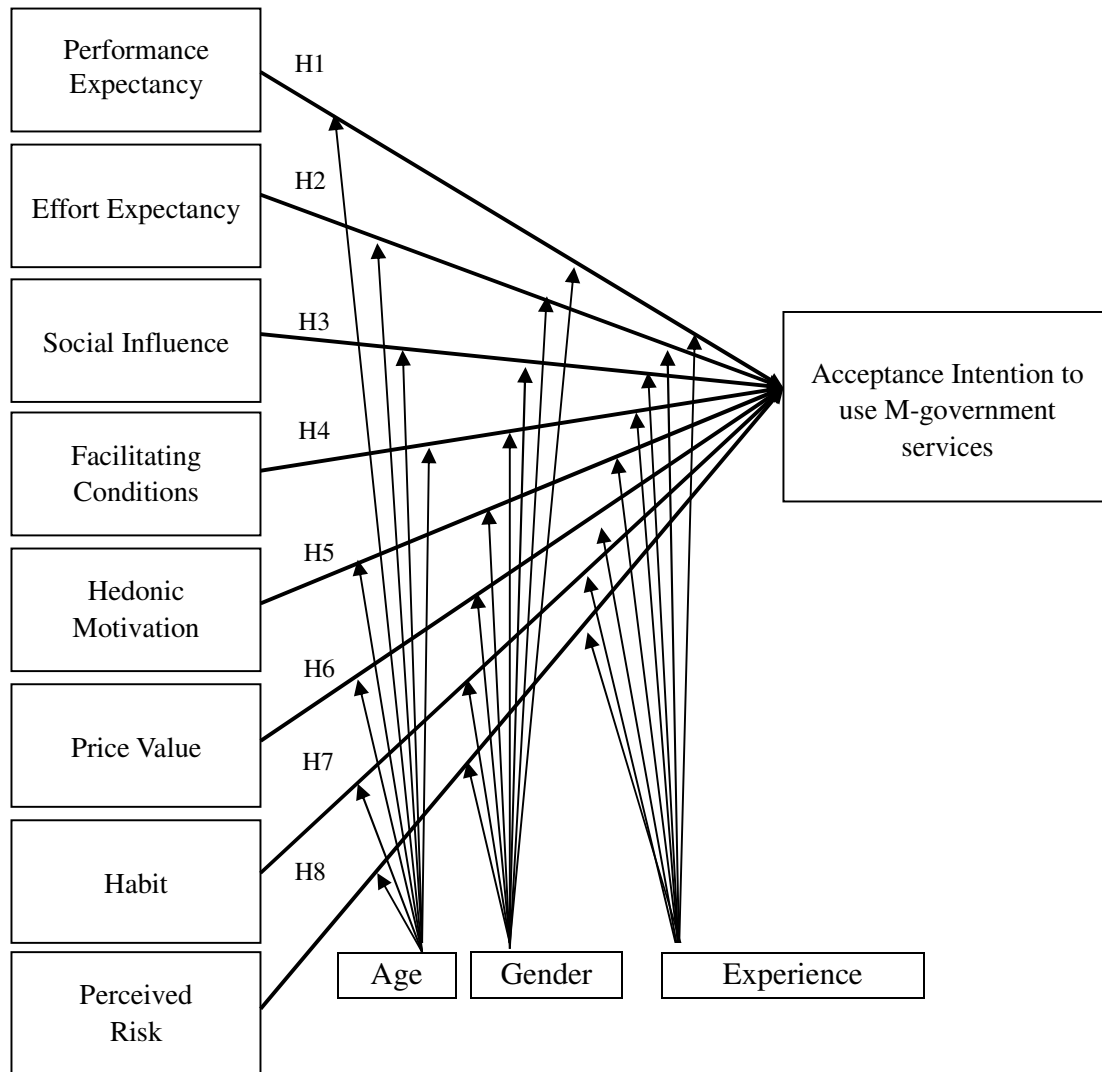 Performance
Expectancy
H1
Effort Expectancy
H2
Social Influence
H3
Facilitating
Conditions
H4
Hedonic
Motivation
H5
Price Value
H6
Habit
H7
Perceived
Risk
H8
Acceptance Intention to
use M-government
services
Age
Gender
Experience